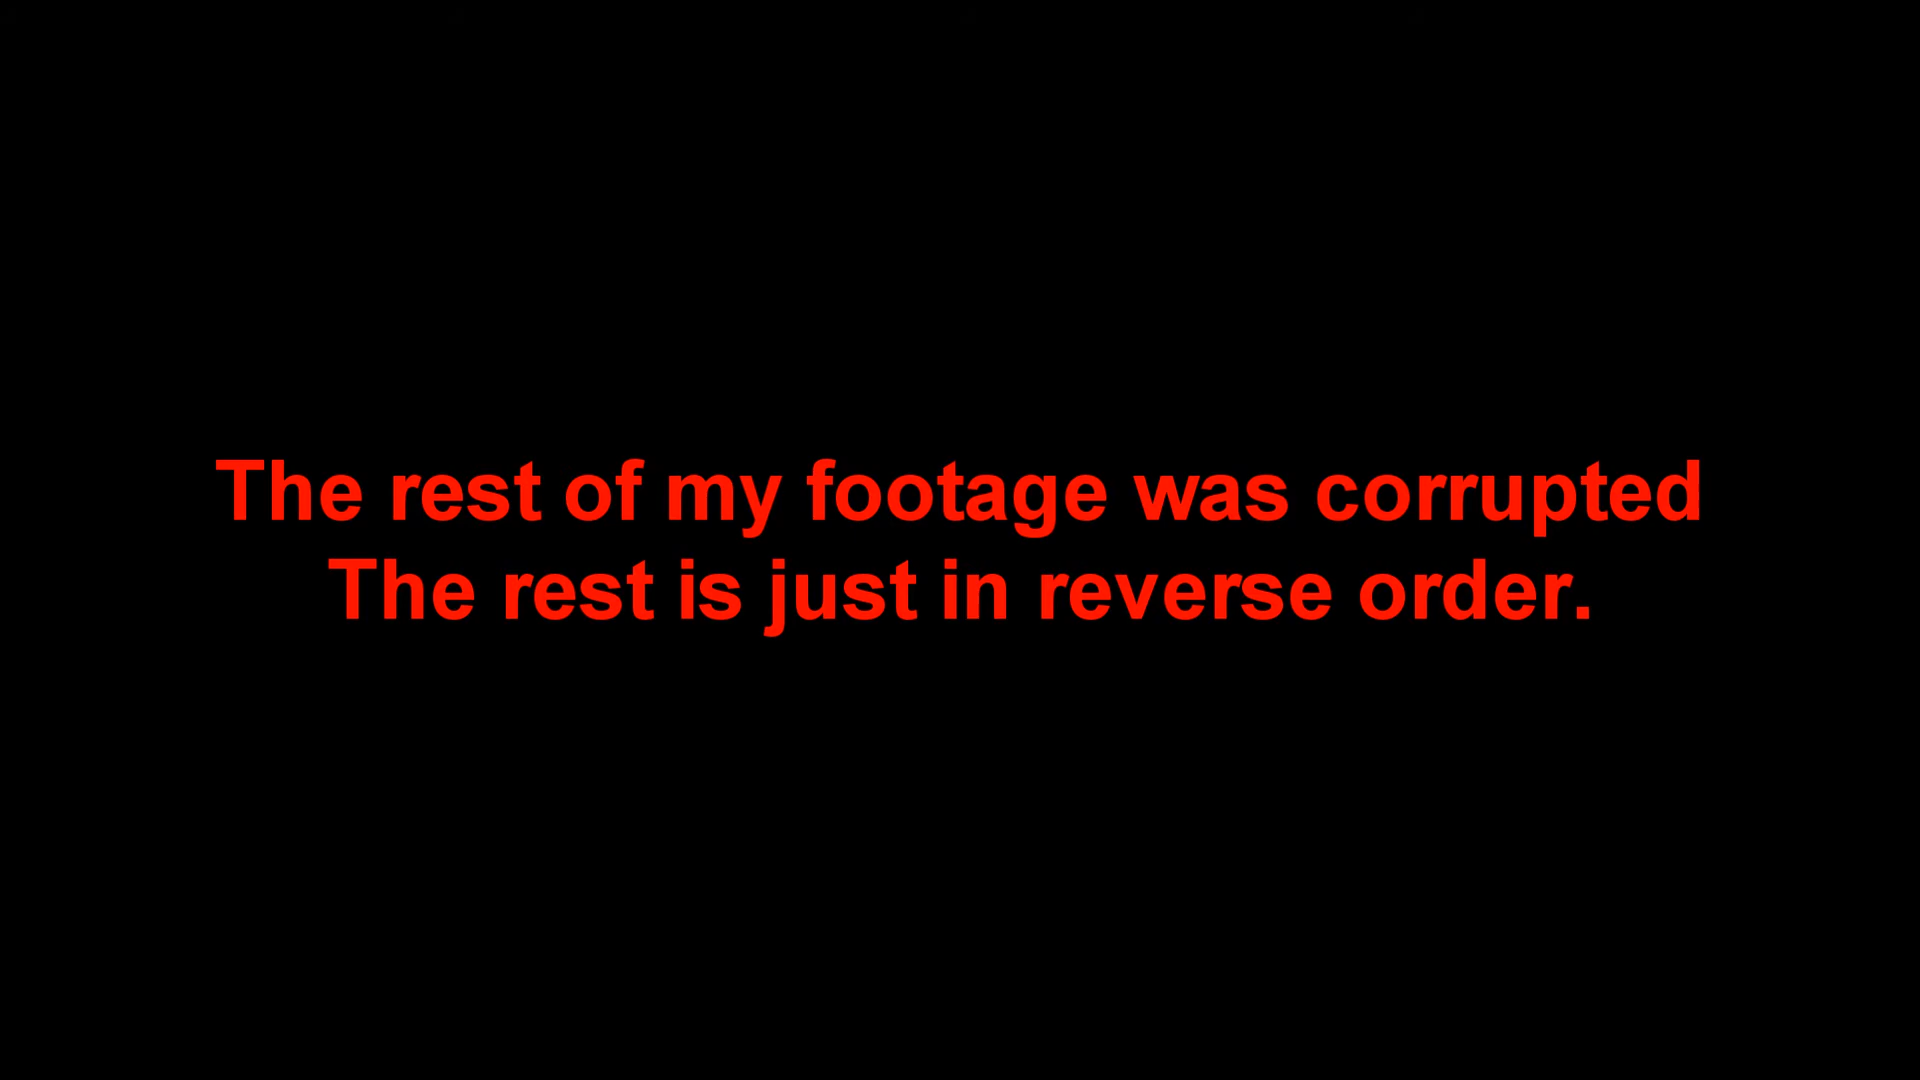 The rest of my footage was corrupted
The rest is just in reverse order.